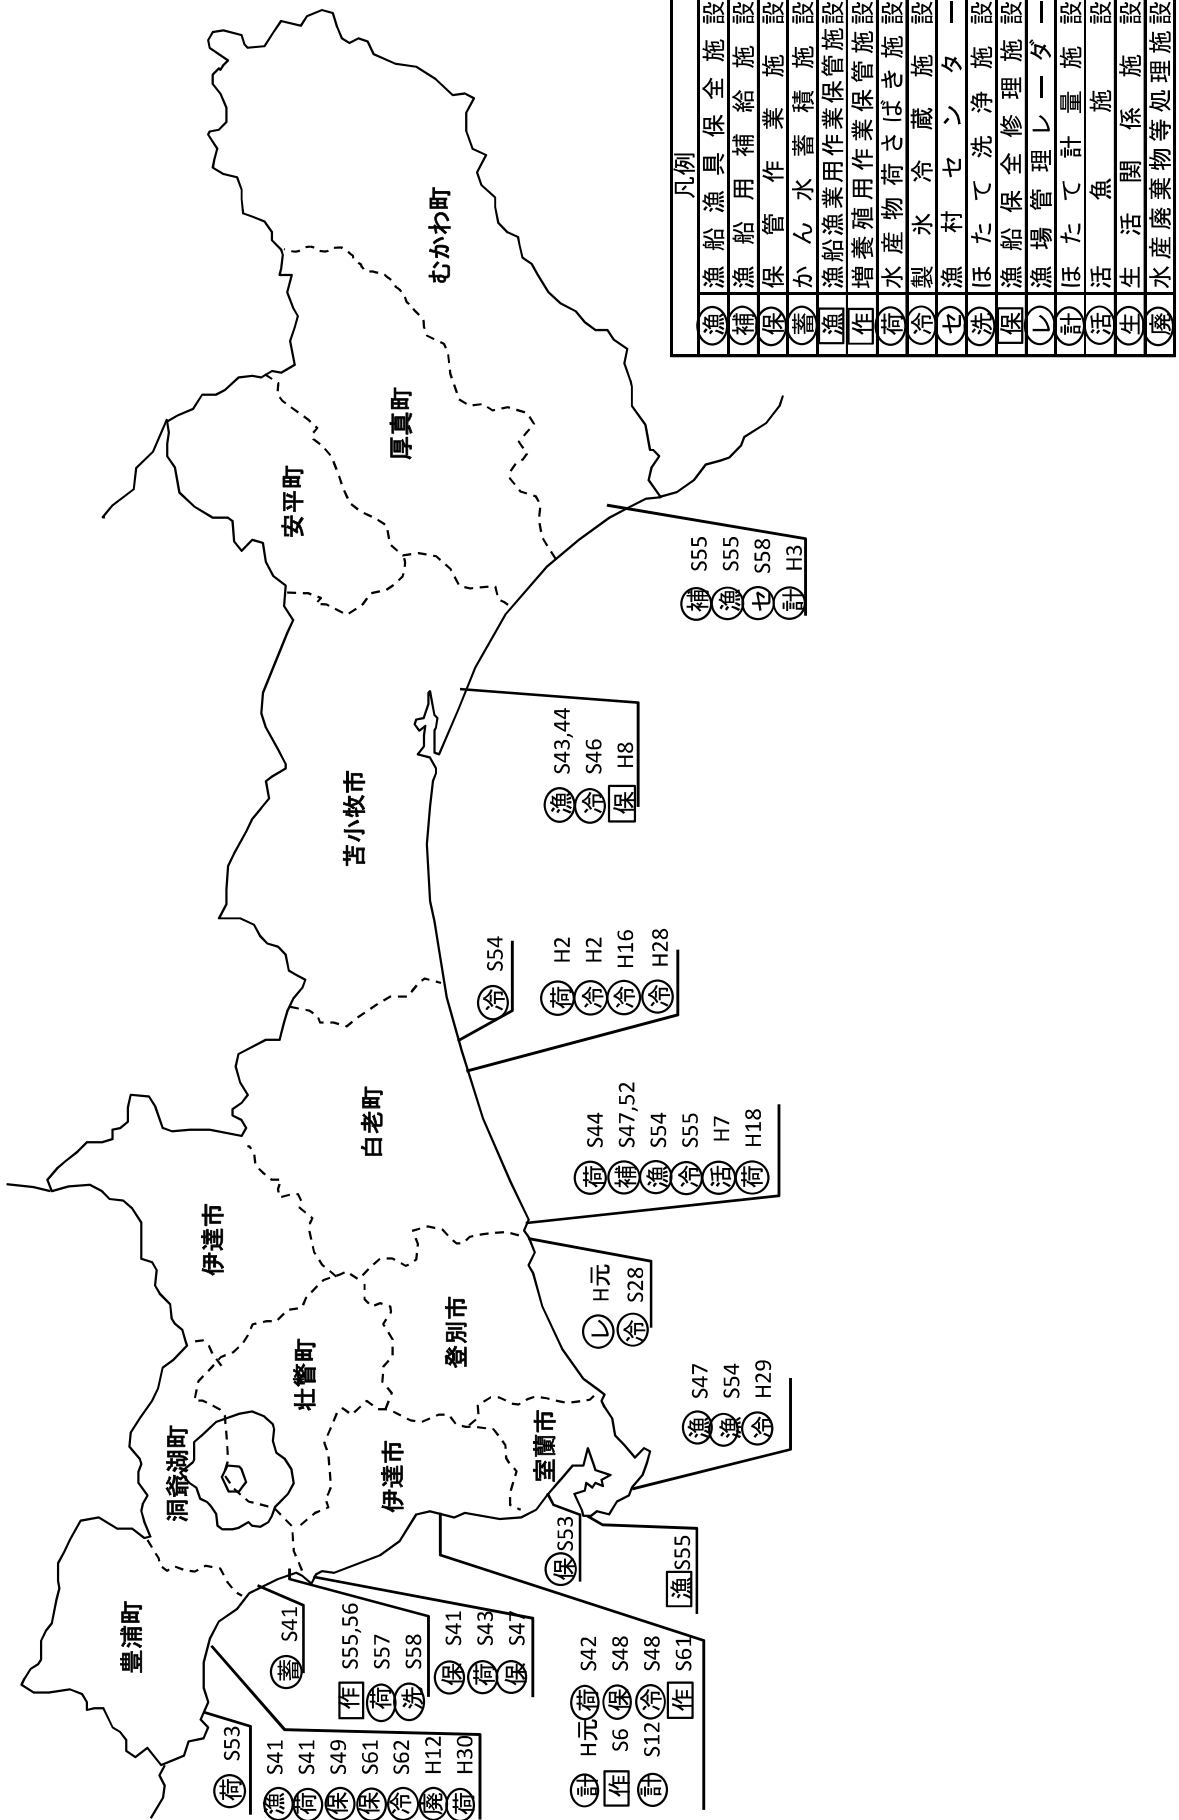 豊浦町
洞爺湖町
伊達市
壮瞥町
伊達市
登別市
室蘭市
白老町
苫小牧市
安平町
厚真町
むかわ町
荷 S53
漁 S41
荷 S41
保 S49
保 S61
冷 S62
廃 H12
荷 H30
蓄 S41
作 S55,56
荷 S57
洗 S58
保 S41
荷 S43
保 S47
計 H元 荷 S42
作 S6 保 S48
計 S12 冷 S48
作 S61
保 S53
漁 S55
漁 S47
漁 S54
冷 H29
レ H元
冷 S28
荷 S44
補 S47,52
漁 S54
冷 S55
活 H7
荷 H18
冷 S54
荷 H2
冷 H2
冷 H16
冷 H28
漁 S43,44
冷 S46
保 H8
補 S55
漁 S55
セ S58
計 H3
凡例
漁 漁船漁具保全施設
補 漁船用補給施設
保 保管作業施設
蓄 かん水蓄積施設
漁 漁船漁業用作業保管施設
作 増養殖用作業保管施設
荷 水産物荷さばき施設
冷 製氷冷蔵施設
セ 漁村センター
洗 ほたて洗浄施設
保 漁船保全修理施設
レ 漁場管理レーダー
計 ほたて計量施設
活 活魚施設
生 生活関係施設
廃 水産廃棄物等処理施設